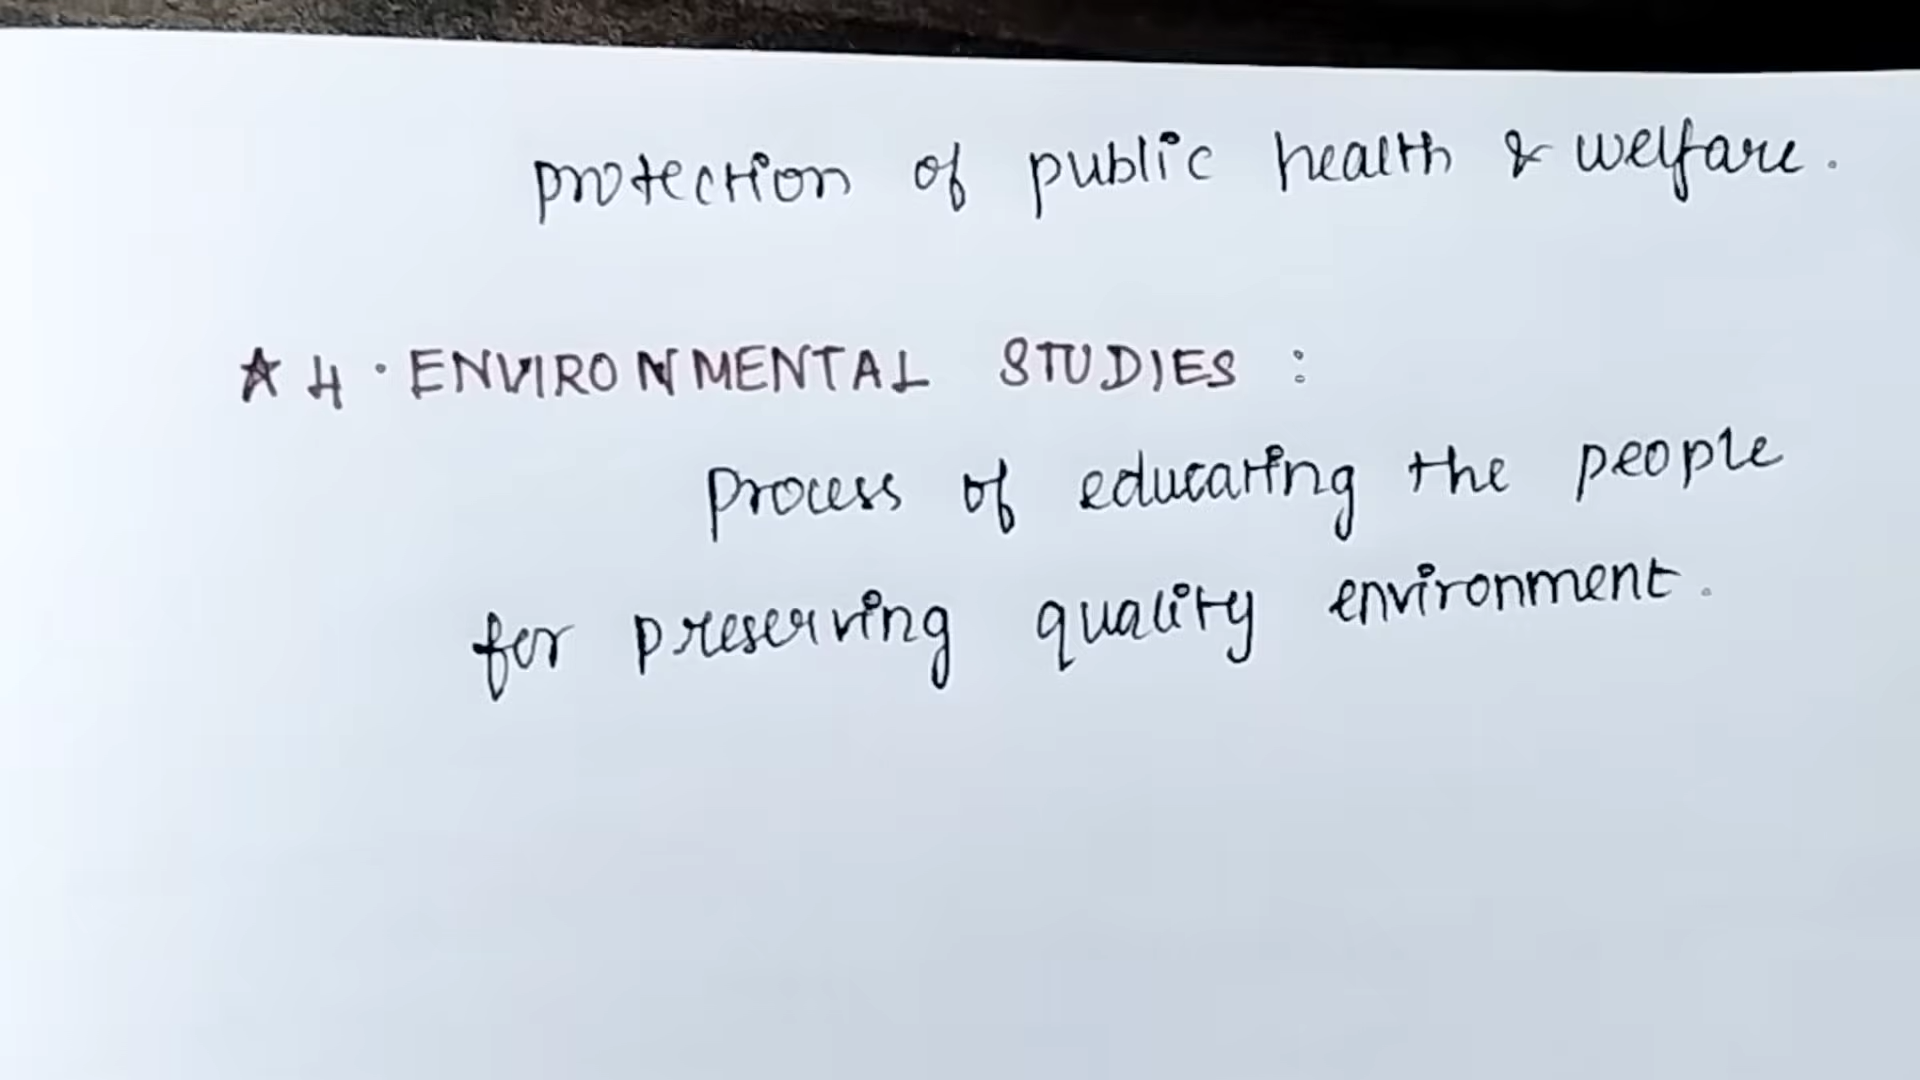 protection of public health & welfare.
★ 4. ENVIRONMENTAL STUDIES :
process of educating the people
for preserving quality environment.